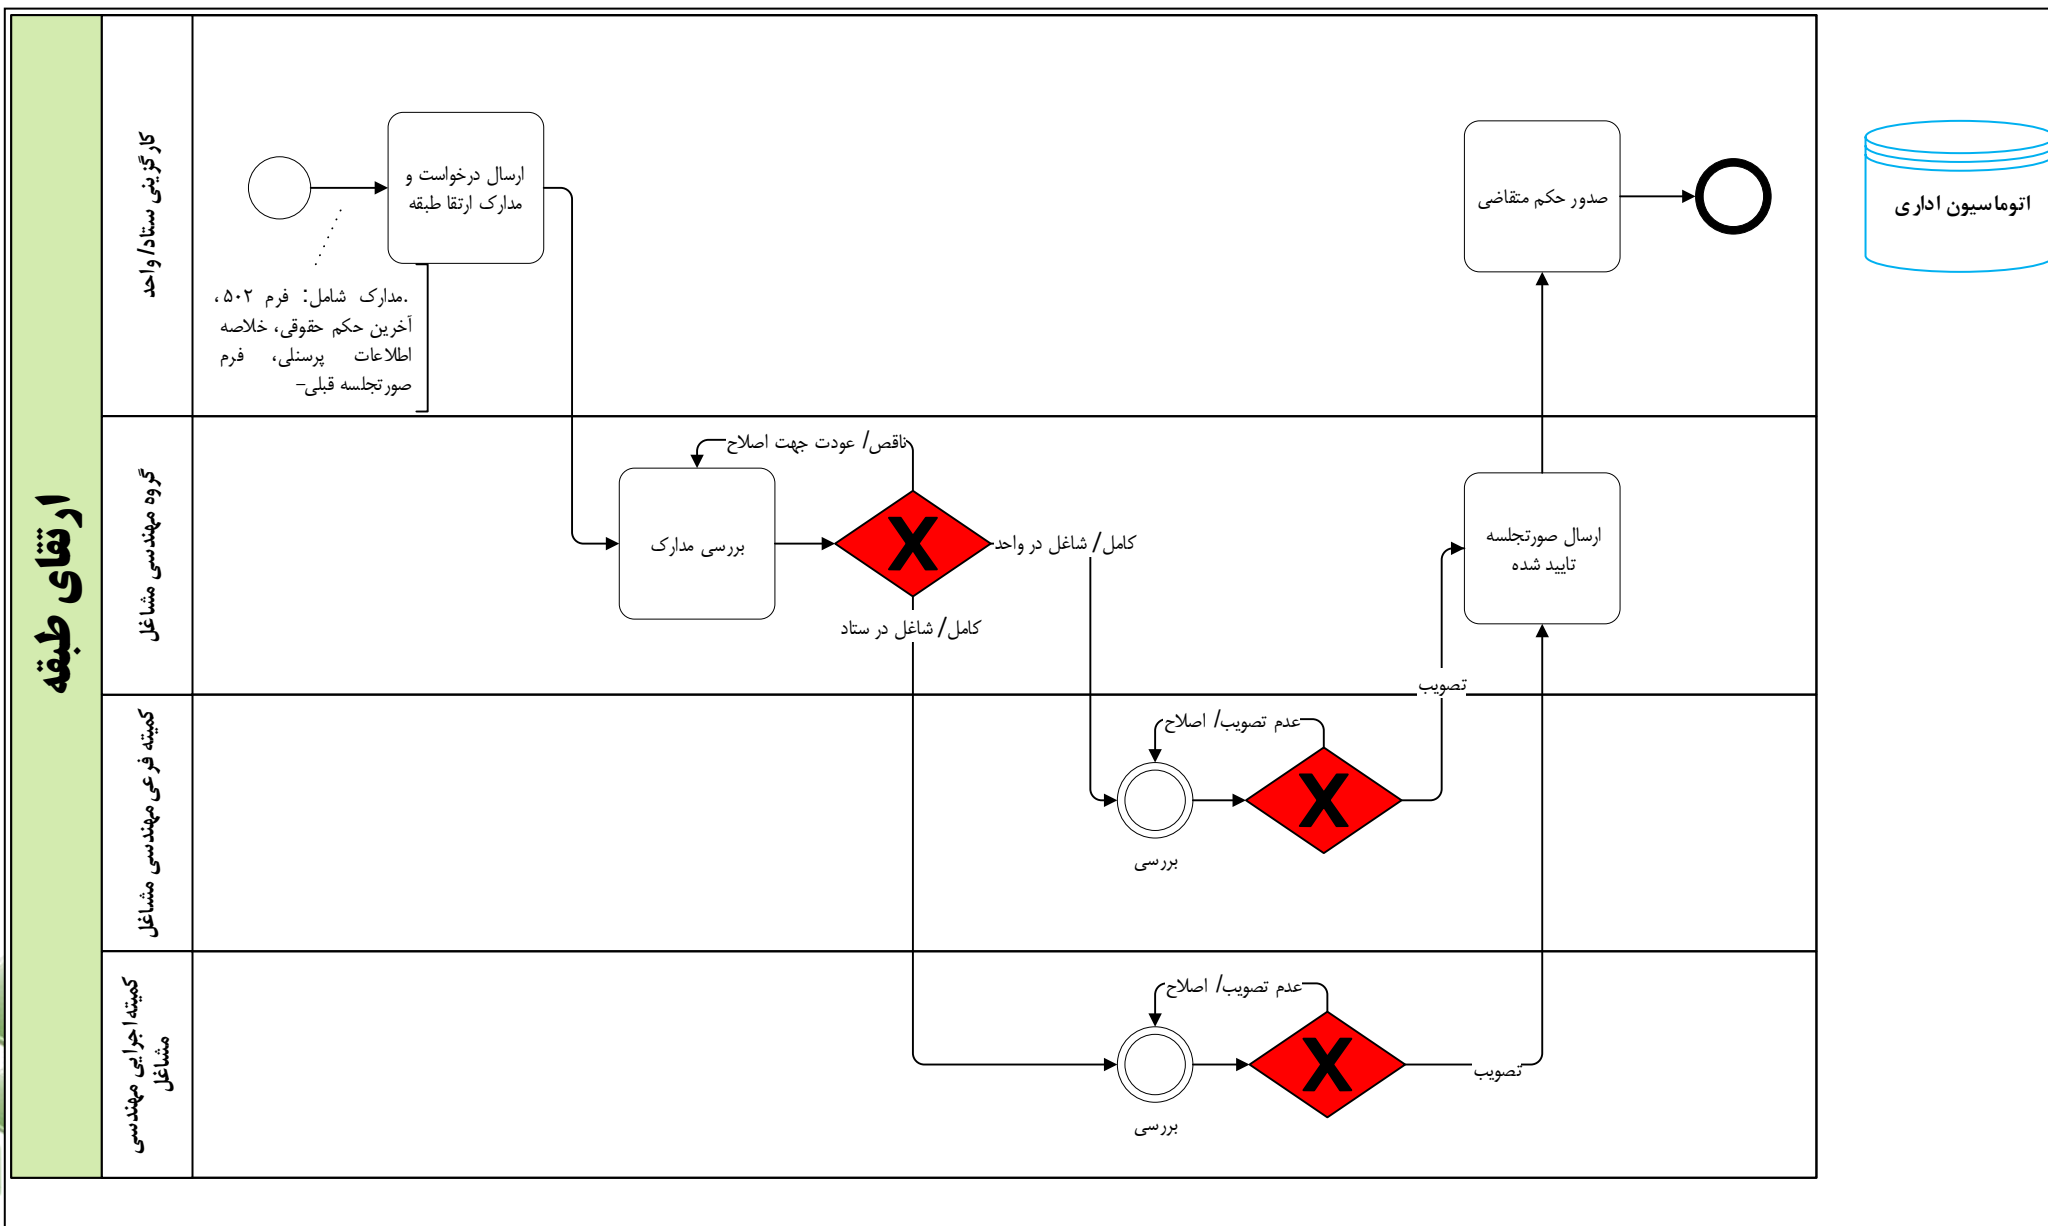 ارتقای طبقه
کارگزینی ستاد/ واحد
ارسال درخواست و
مدارک ارتقا طبقه
.مدارک شامل: فرم ۵۰۲،
آخرین حکم حقوقی، خلاصه
اطلاعات پرسنلی، فرم
صورتجلسه قبلی-
صدور حکم متقاضی
اتوماسیون اداری
گروه مهندسی مشاغل
بررسی مدارک
ناقص/ عودت جهت اصلاح
X
کامل/ شاغل در واحد
کامل/ شاغل در ستاد
ارسال صورتجلسه
تایید شده
تصویب
کمیته فرعی مهندسی مشاغل
عدم تصویب/ اصلاح
X
بررسی
کمیته اجرایی مهندسی
مشاغل
عدم تصویب/ اصلاح
X
تصویب
بررسی